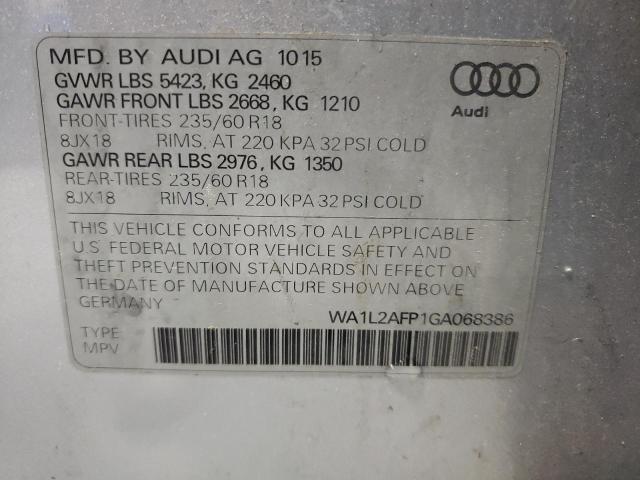 MFD. BY AUDI AG 1015
GVWR LBS 5423, KG 2460
GAWR FRONT LBS 2668, KG 1210
FRONT-TIRES 235/60 R18
8JX18 RIMS, AT 220 KPA 32 PSI COLD
GAWR REAR LBS 2976, KG 1350
REAR-TIRES 235/60 R18
8JX18 RIMS, AT 220 KPA 32 PSI COLD
Audi
THIS VEHICLE CONFORMS TO ALL APPLICABLE
U.S. FEDERAL MOTOR VEHICLE SAFETY AND
THEFT PREVENTION STANDARDS IN EFFECT ON
THE DATE OF MANUFACTURE SHOWN ABOVE.
GERMANY
WA1L2AFP1GA068386
TYPE
MPV